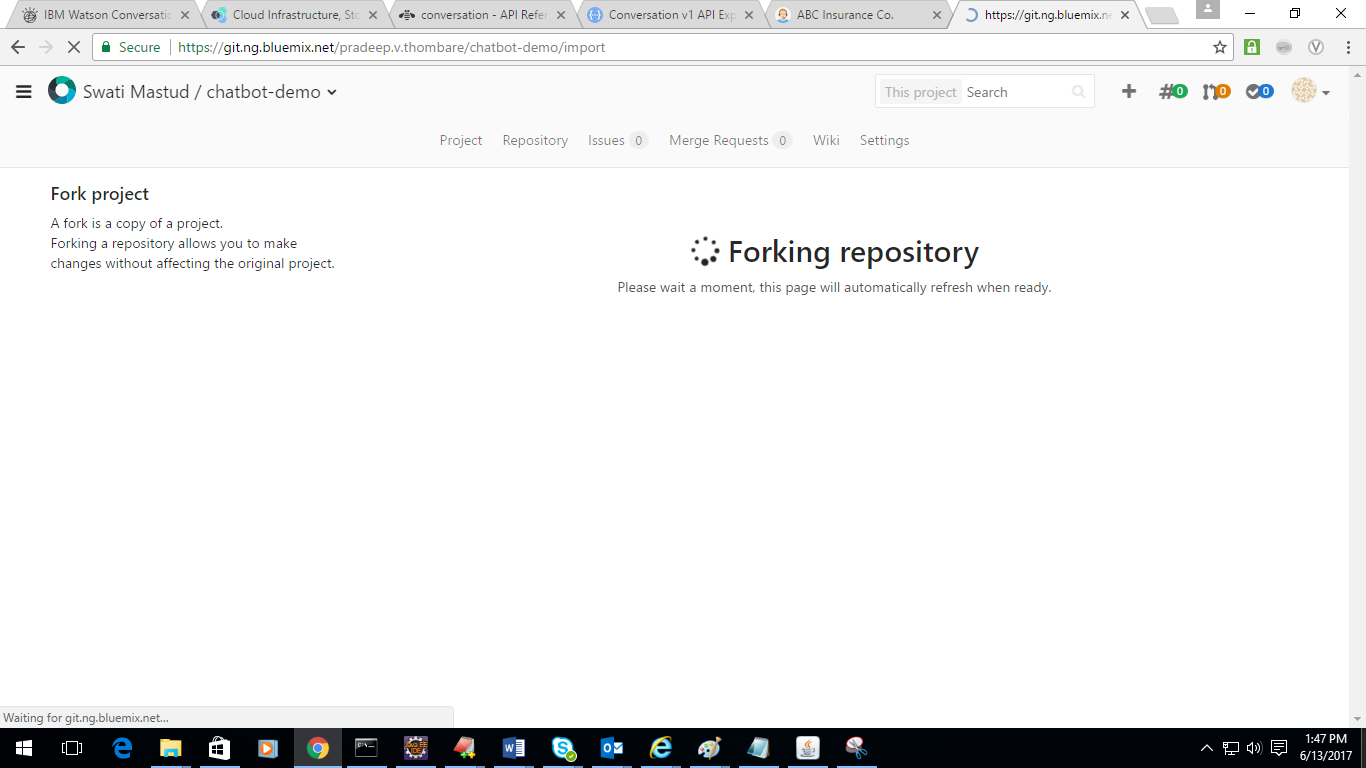 IBM Watson Conversatio
Cloud Infrastructure, Sto
conversation - API Refer
Conversation v1 API Exp
ABC Insurance Co.
https://git.ng.bluemix.ne
Secure
https://git.ng.bluemix.net/pradeep.v.thombare/chatbot-demo/import
Swati Mastud / chatbot-demo
This project Search
0
0
0
Project
Repository
Issues 0
Merge Requests 0
Wiki
Settings
Fork project
A fork is a copy of a project.
Forking a repository allows you to make
changes without affecting the original project.
Forking repository
Please wait a moment, this page will automatically refresh when ready.
Waiting for git.ng.bluemix.net...
1:47 PM
6/13/2017